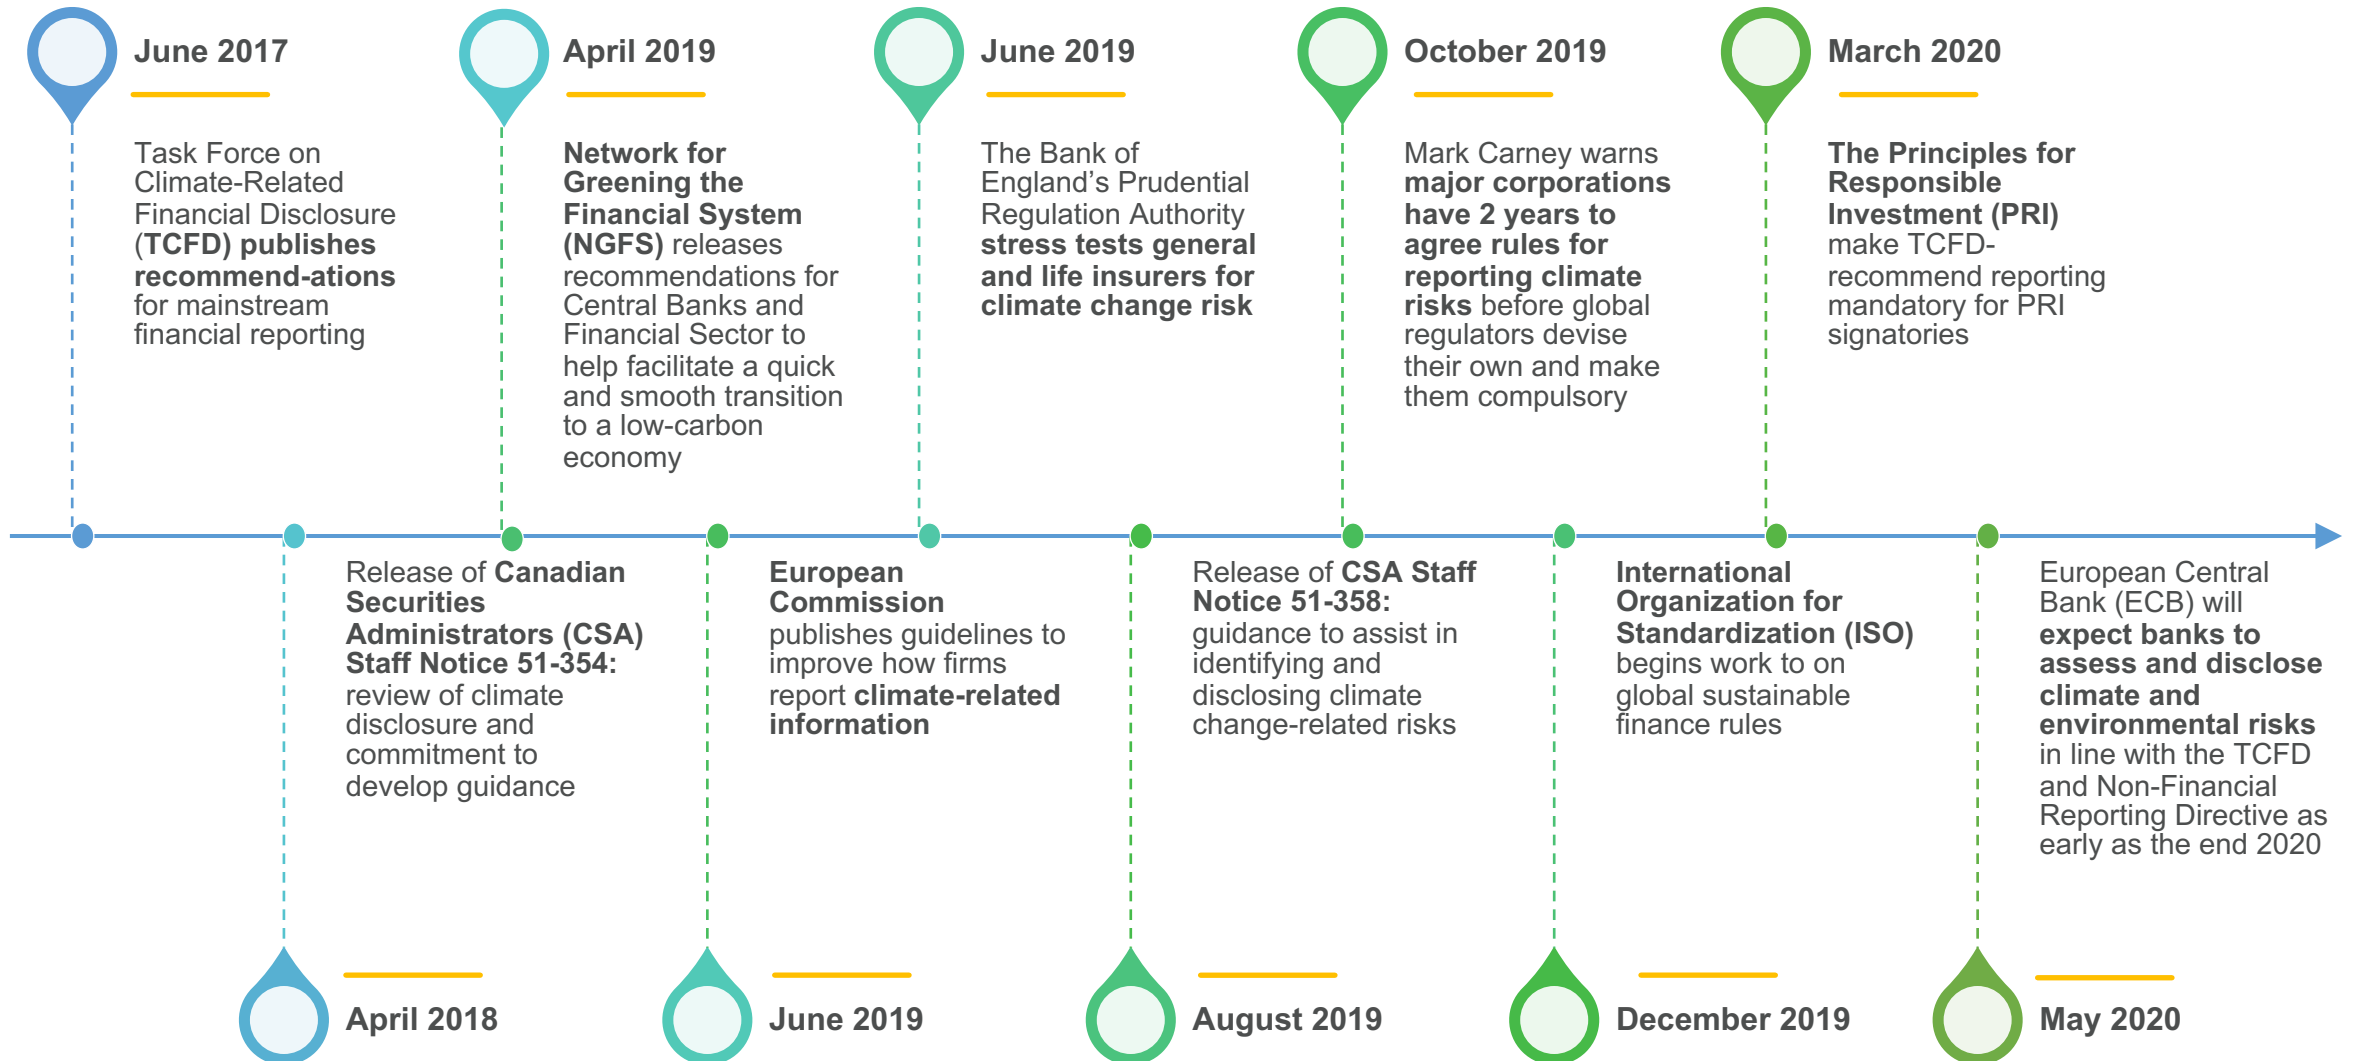 June 2017
Task Force on
Climate-Related
Financial Disclosure
(TCFD) publishes
recommend-ations
for mainstream
financial reporting
April 2019
Network for
Greening the
Financial System
(NGFS) releases
recommendations for
Central Banks and
Financial Sector to
help facilitate a quick
and smooth transition
to a low-carbon
economy
June 2019
The Bank of
England’s Prudential
Regulation Authority
stress tests general
and life insurers for
climate change risk
October 2019
Mark Carney warns
major corporations
have 2 years to
agree rules for
reporting climate
risks before global
regulators devise
their own and make
them compulsory
March 2020
The Principles for
Responsible
Investment (PRI)
make TCFD-
recommend reporting
mandatory for PRI
signatories
Release of Canadian
Securities
Administrators (CSA)
Staff Notice 51-354:
review of climate
disclosure and
commitment to
develop guidance
April 2018
European
Commission
publishes guidelines to
improve how firms
report climate-related
information
June 2019
Release of CSA Staff
Notice 51-358:
guidance to assist in
identifying and
disclosing climate
change-related risks
August 2019
International
Organization for
Standardization (ISO)
begins work to on
global sustainable
finance rules
December 2019
European Central
Bank (ECB) will
expect banks to
assess and disclose
climate and
environmental risks
in line with the TCFD
and Non-Financial
Reporting Directive as
early as the end 2020
May 2020